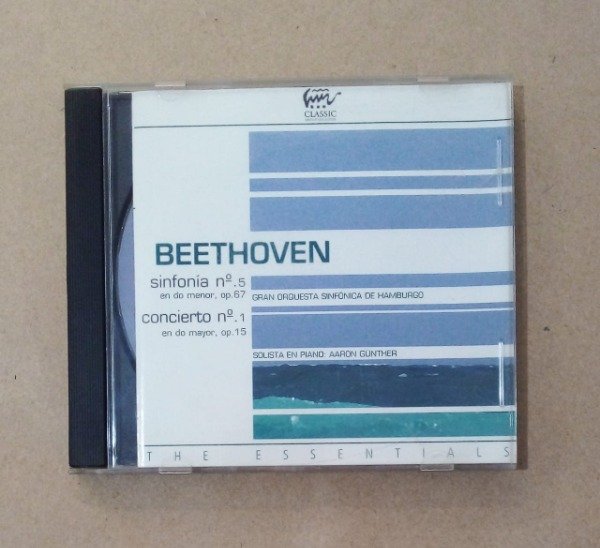 CLASSIC
BEETHOVEN
sinfonía nº.5
en do menor, op.67
GRAN ORQUESTA SINFÓNICA DE HAMBURGO
concierto nº.1
en do mayor, op.15
SOLISTA EN PIANO: AARON GÜNTHER
THE ESSENTIALS